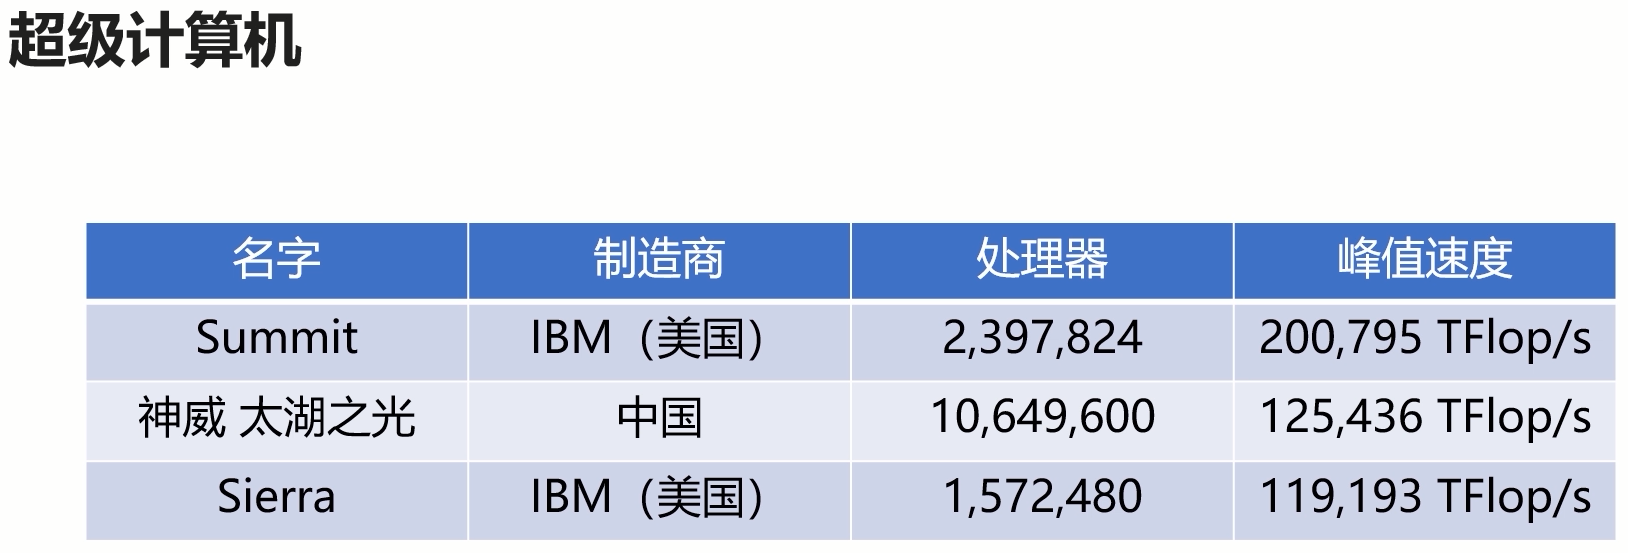 超级计算机
名字 制造商 处理器 峰值速度
Summit IBM（美国） 2,397,824 200,795 TFlop/s
神威 太湖之光 中国 10,649,600 125,436 TFlop/s
Sierra IBM（美国） 1,572,480 119,193 TFlop/s